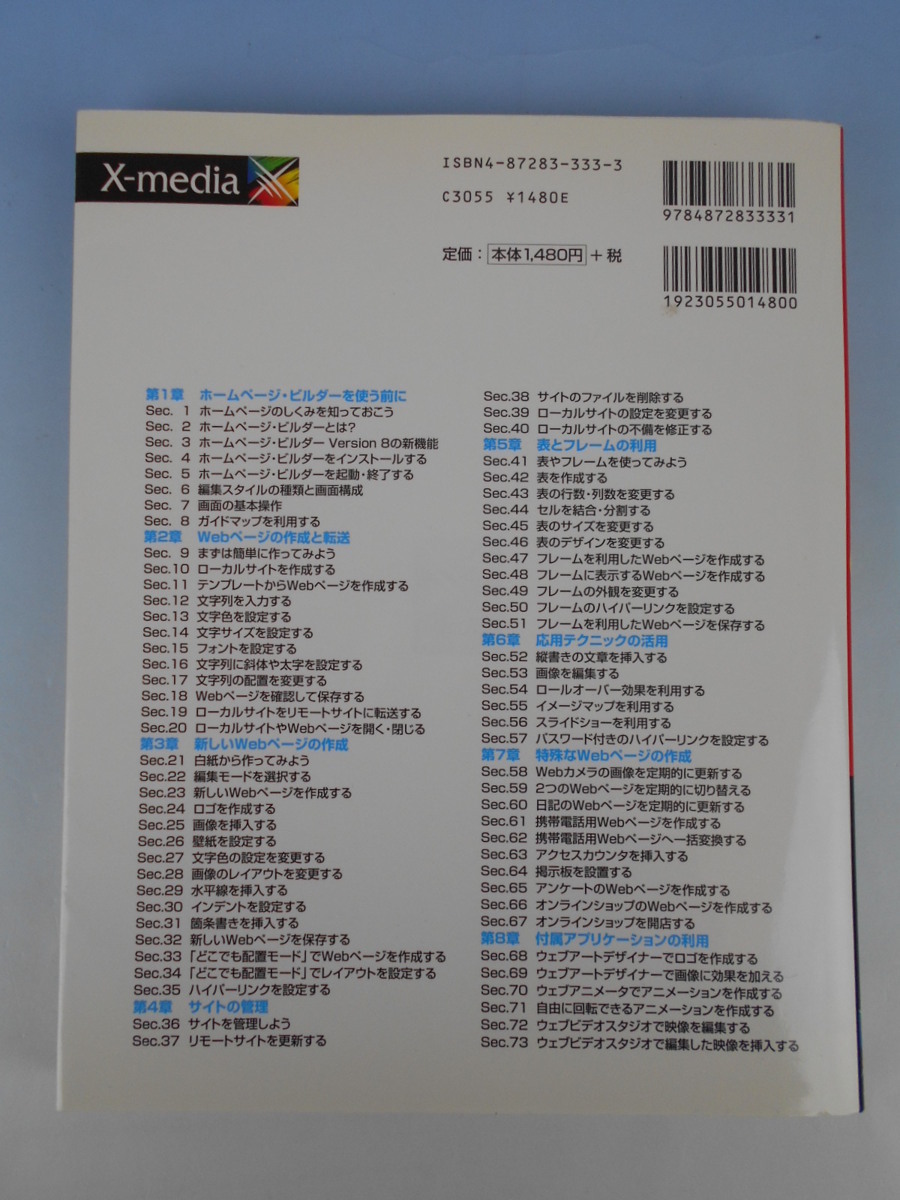 X-media
ISBN4-87283-333-3
C3055 ¥1480E
定価：本体1,480円＋税
9784872833331
1923055014800
第1章 ホームページ・ビルダーを使う前に
Sec. 1 ホームページのしくみを知っておこう
Sec. 2 ホームページ・ビルダーとは?
Sec. 3 ホームページ・ビルダー Version 8の新機能
Sec. 4 ホームページ・ビルダーをインストールする
Sec. 5 ホームページ・ビルダーを起動・終了する
Sec. 6 編集スタイルの種類と画面構成
Sec. 7 画面の基本操作
Sec. 8 ガイドマップを利用する
第2章 Webページの作成と転送
Sec. 9 まずは簡単に作ってみよう
Sec.10 ローカルサイトを作成する
Sec.11 テンプレートからWebページを作成する
Sec.12 文字列を入力する
Sec.13 文字色を設定する
Sec.14 文字サイズを設定する
Sec.15 フォントを設定する
Sec.16 文字列に斜体や太字を設定する
Sec.17 文字列の配置を変更する
Sec.18 Webページを確認して保存する
Sec.19 ローカルサイトをリモートサイトに転送する
Sec.20 ローカルサイトやWebページを開く・閉じる
第3章 新しいWebページの作成
Sec.21 白紙から作ってみよう
Sec.22 編集モードを選択する
Sec.23 新しいWebページを作成する
Sec.24 ロゴを作成する
Sec.25 画像を挿入する
Sec.26 壁紙を設定する
Sec.27 文字色の設定を変更する
Sec.28 画像のレイアウトを変更する
Sec.29 水平線を挿入する
Sec.30 インデントを設定する
Sec.31 箇条書きを挿入する
Sec.32 新しいWebページを保存する
Sec.33 「どこでも配置モード」でWebページを作成する
Sec.34 「どこでも配置モード」でレイアウトを設定する
Sec.35 ハイパーリンクを設定する
第4章 サイトの管理
Sec.36 サイトを管理しよう
Sec.37 リモートサイトを更新する
Sec.38 サイトのファイルを削除する
Sec.39 ローカルサイトの設定を変更する
Sec.40 ローカルサイトの不備を修正する
第5章 表とフレームの利用
Sec.41 表やフレームを使ってみよう
Sec.42 表を作成する
Sec.43 表の行数・列数を変更する
Sec.44 セルを結合・分割する
Sec.45 表のサイズを変更する
Sec.46 表のデザインを変更する
Sec.47 フレームを利用したWebページを作成する
Sec.48 フレームに表示するWebページを作成する
Sec.49 フレームの外観を変更する
Sec.50 フレームのハイパーリンクを設定する
Sec.51 フレームを利用したWebページを保存する
第6章 応用テクニックの活用
Sec.52 縦書きの文章を挿入する
Sec.53 画像を編集する
Sec.54 ロールオーバー効果を利用する
Sec.55 イメージマップを利用する
Sec.56 スライドショーを利用する
Sec.57 パスワード付きのハイパーリンクを設定する
第7章 特殊なWebページの作成
Sec.58 Webカメラの画像を定期的に更新する
Sec.59 2つのWebページを定期的に切り替える
Sec.60 日記のWebページを定期的に更新する
Sec.61 携帯電話用Webページを作成する
Sec.62 携帯電話用Webページへ一括変換する
Sec.63 アクセスカウンタを挿入する
Sec.64 掲示板を設置する
Sec.65 アンケートのWebページを作成する
Sec.66 オンラインショップのWebページを作成する
Sec.67 オンラインショップを開店する
第8章 付属アプリケーションの利用
Sec.68 ウェブアートデザイナーでロゴを作成する
Sec.69 ウェブアートデザイナーで画像に効果を加える
Sec.70 ウェブアニメータでアニメーションを作成する
Sec.71 自由に回転できるアニメーションを作成する
Sec.72 ウェブビデオスタジオで映像を編集する
Sec.73 ウェブビデオスタジオで編集した映像を挿入する